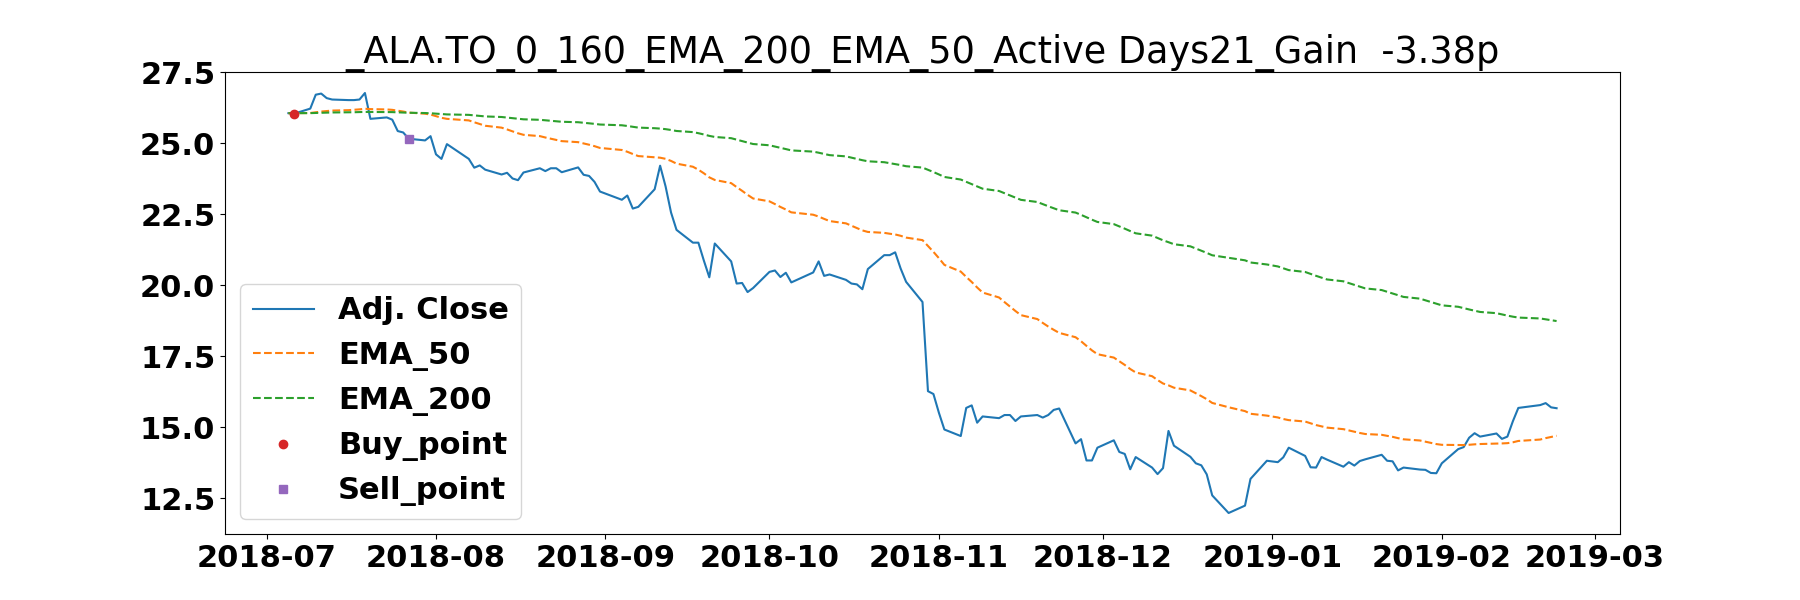 _ALA.TO_0_160_EMA_200_EMA_50_Active Days21_Gain  -3.38p
27.5
25.0
22.5
20.0
17.5
15.0
12.5
Adj. Close
EMA_50
EMA_200
Buy_point
Sell_point
2018-07 2018-08 2018-09 2018-10 2018-11 2018-12 2019-01 2019-02 2019-03